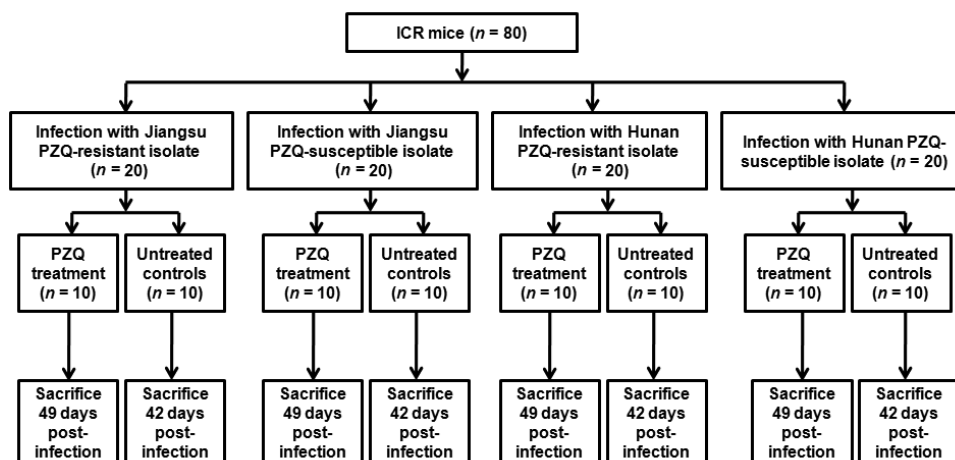 ICR mice (n = 80)
Infection with Jiangsu
PZQ-resistant isolate
(n = 20)
Infection with Jiangsu
PZQ-susceptible isolate
(n = 20)
Infection with Hunan
PZQ-resistant isolate
(n = 20)
Infection with Hunan PZQ-
susceptible isolate (n = 20)
PZQ
treatment
(n = 10)
Untreated
controls
(n = 10)
PZQ
treatment
(n = 10)
Untreated
controls
(n = 10)
PZQ
treatment
(n = 10)
Untreated
controls
(n = 10)
PZQ
treatment
(n = 10)
Untreated
controls
(n = 10)
Sacrifice
49 days
post-
infection
Sacrifice
42 days
post-
infection
Sacrifice
49 days
post-
infection
Sacrifice
42 days
post-
infection
Sacrifice
49 days
post-
infection
Sacrifice
42 days
post-
infection
Sacrifice
49 days
post-
infection
Sacrifice
42 days
post-
infection